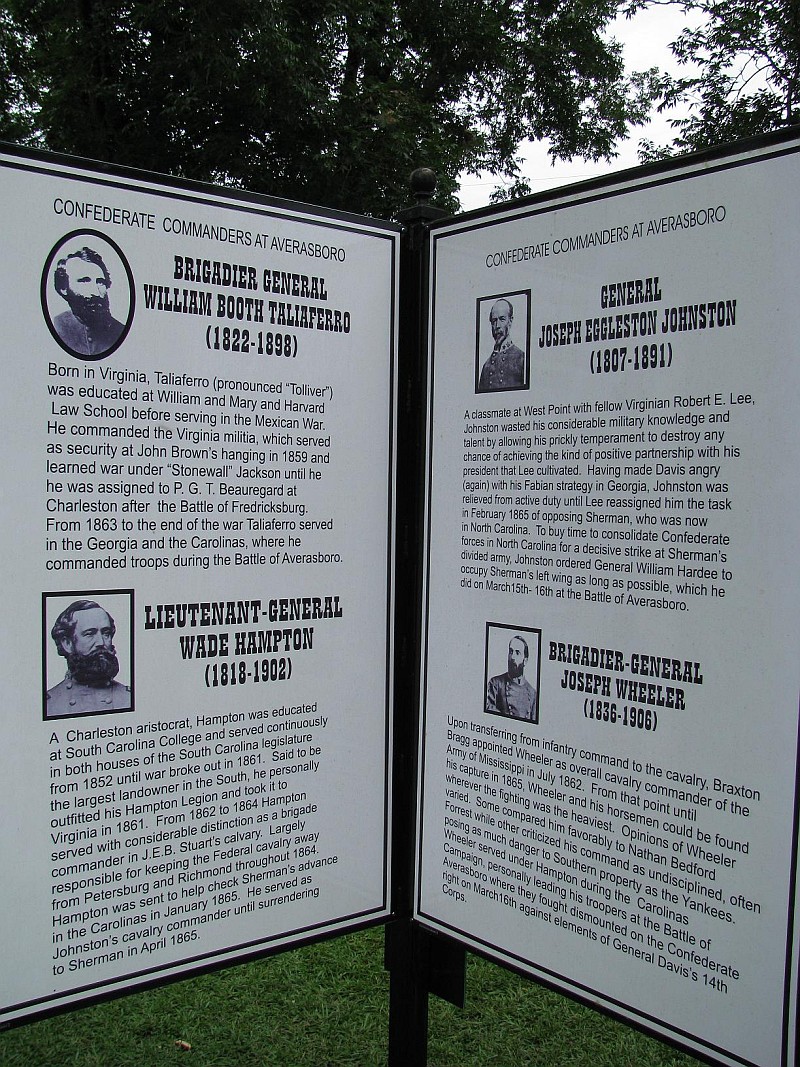 CONFEDERATE COMMANDERS AT AVERASBORO
BRIGADIER GENERAL
WILLIAM BOOTH TALIAFERRO
(1822-1898)
Born in Virginia, Taliaferro (pronounced “Tolliver”)
was educated at William and Mary and Harvard
Law School before serving in the Mexican War.
He commanded the Virginia militia, which served
as security at John Brown's hanging in 1859 and
learned war under “Stonewall” Jackson until he
he was assigned to P. G. T. Beauregard at
Charleston after the Battle of Fredricksburg.
From 1863 to the end of the war Taliaferro served
in the Georgia and the Carolinas, where he
commanded troops during the Battle of Averasboro.
LIEUTENANT-GENERAL
WADE HAMPTON
(1818-1902)
A Charleston aristocrat, Hampton was educated
at South Carolina College and served continuously
in both houses of the South Carolina legislature
from 1852 until war broke out in 1861. Said to be
the largest landowner in the South, he personally
outfitted his Hampton Legion and took it to
Virginia in 1861. From 1862 to 1864 Hampton
served with considerable distinction as a brigade
commander in J.E.B. Stuart's calvary. Largely
responsible for keeping the Federal cavalry away
from Petersburg and Richmond throughout 1864.
Hampton was sent to help check Sherman's advance
in the Carolinas in January 1865. He served as
Johnston's cavalry commander until surrendering
to Sherman in April 1865.
CONFEDERATE COMMANDERS AT AVERASBORO
GENERAL
JOSEPH EGGLESTON JOHNSTON
(1807-1891)
A classmate at West Point with fellow Virginian Robert E. Lee,
Johnston wasted his considerable military knowledge and
talent by allowing his prickly temperament to destroy any
chance of achieving the kind of positive partnership with his
president that Lee cultivated. Having made Davis angry
(again) with his Fabian strategy in Georgia, Johnston was
relieved from active duty until Lee reassigned him the task
in February 1865 of opposing Sherman, who was now
in North Carolina. To buy time to consolidate Confederate
forces in North Carolina for a decisive strike at Sherman's
divided army, Johnston ordered General William Hardee to
occupy Sherman's left wing as long as possible, which he
did on March15th- 16th at the Battle of Averasboro.
BRIGADIER-GENERAL
JOSEPH WHEELER
(1836-1906)
Upon transferring from infantry command to the cavalry, Braxton
Bragg appointed Wheeler as overall cavalry commander of the
Army of Mississippi in July 1862. From that point until
his capture in 1865, Wheeler and his horsemen could be found
wherever the fighting was the heaviest. Opinions of Wheeler
varied. Some compared him favorably to Nathan Bedford
Forrest while other criticized his command as undisciplined, often
posing as much danger to Southern property as the Yankees.
Wheeler served under Hampton during the Carolinas
Campaign, personally leading his troopers at the Battle of
Averasboro where they fought dismounted on the Confederate
right on March16th against elements of General Davis's 14th
Corps.